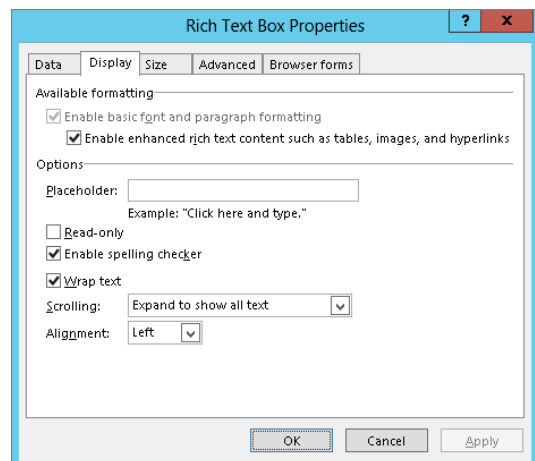 Rich Text Box Properties ? x
Data Display Size Advanced Browser forms
Available formatting
Enable basic font and paragraph formatting
Enable enhanced rich text content such as tables, images, and hyperlinks
Options
Placeholder:
Example: "Click here and type."
Read-only
Enable spelling checker
Wrap text
Scrolling: Expand to show all text
Alignment: Left
OK Cancel Apply